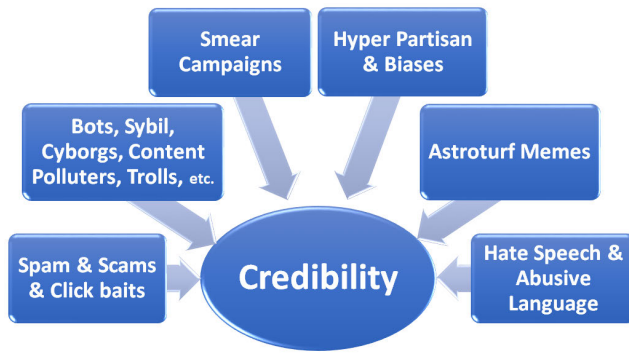 Smear
Campaigns
Hyper Partisan
& Biases
Bots, Sybil,
Cyborgs, Content
Polluters, Trolls, etc.
Astroturf Memes
Spam & Scams
& Click baits
Credibility
Hate Speech &
Abusive
Language